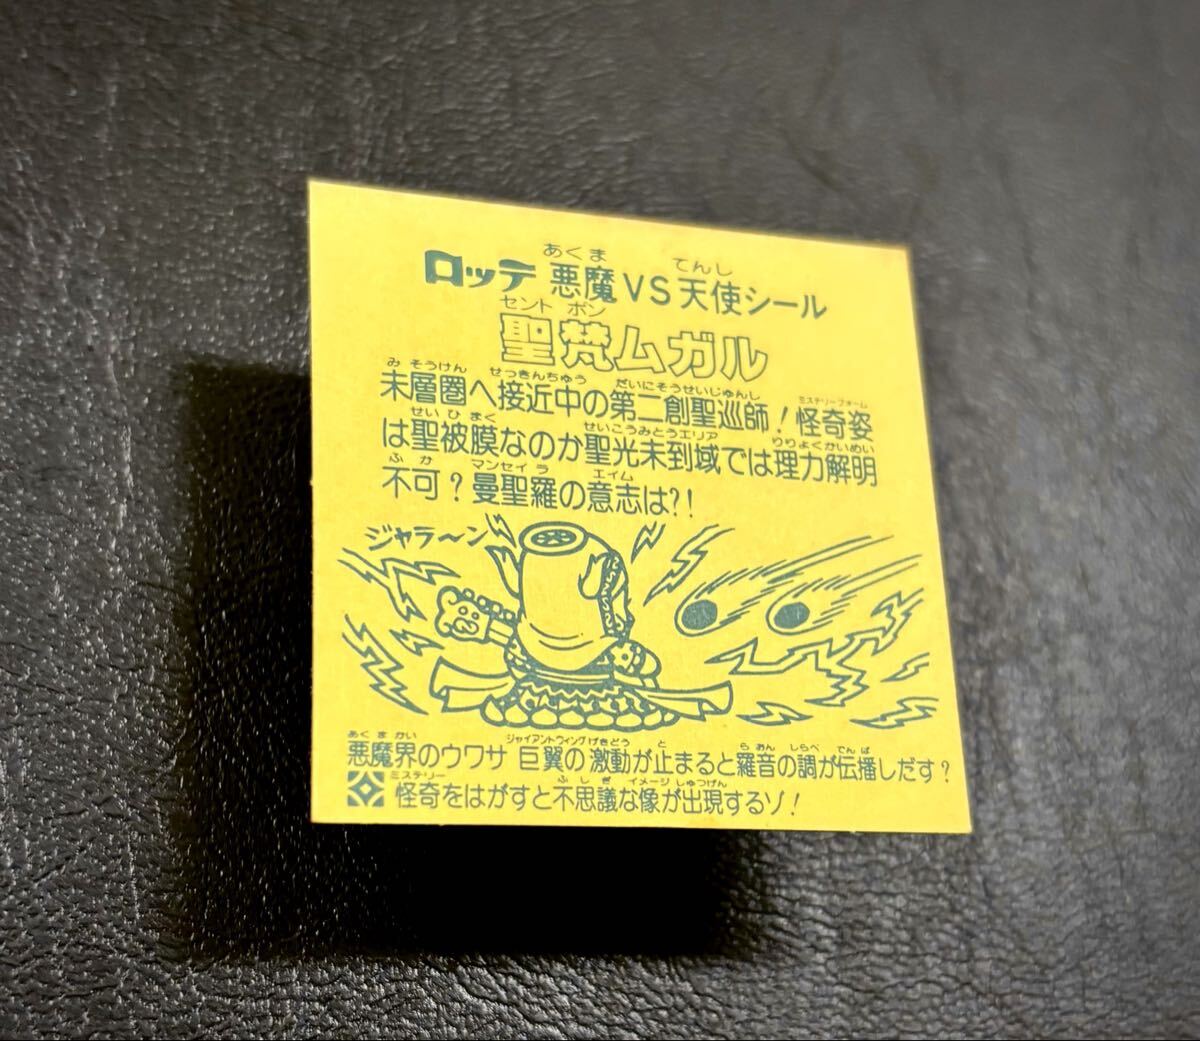 あくま てんし
ロッテ 悪魔VS天使シール
セント ボン
聖梵ムガル
み そうけん せっきんちゅう だいにそうせいじゅんし ミステリーフォーム
未層圏へ接近中の第二創聖巡師！怪奇姿
せい ひ まく せいこうみとうエリア りりょくかいめい
は聖被膜なのか聖光未到域では理力解明
ふ か マンセイラ エイム
不可？曼聖羅の意志は？！
ジャラ〜ン
あくまかい ジャイアントウィングげきどう と らおん しらべ でんぱ
悪魔界のウワサ 巨翼の激動が止まると羅音の調が伝播しだす？
ミステリー ふしぎ イメージ しゅつげん
怪奇をはがすと不思議な像が出現するゾ！